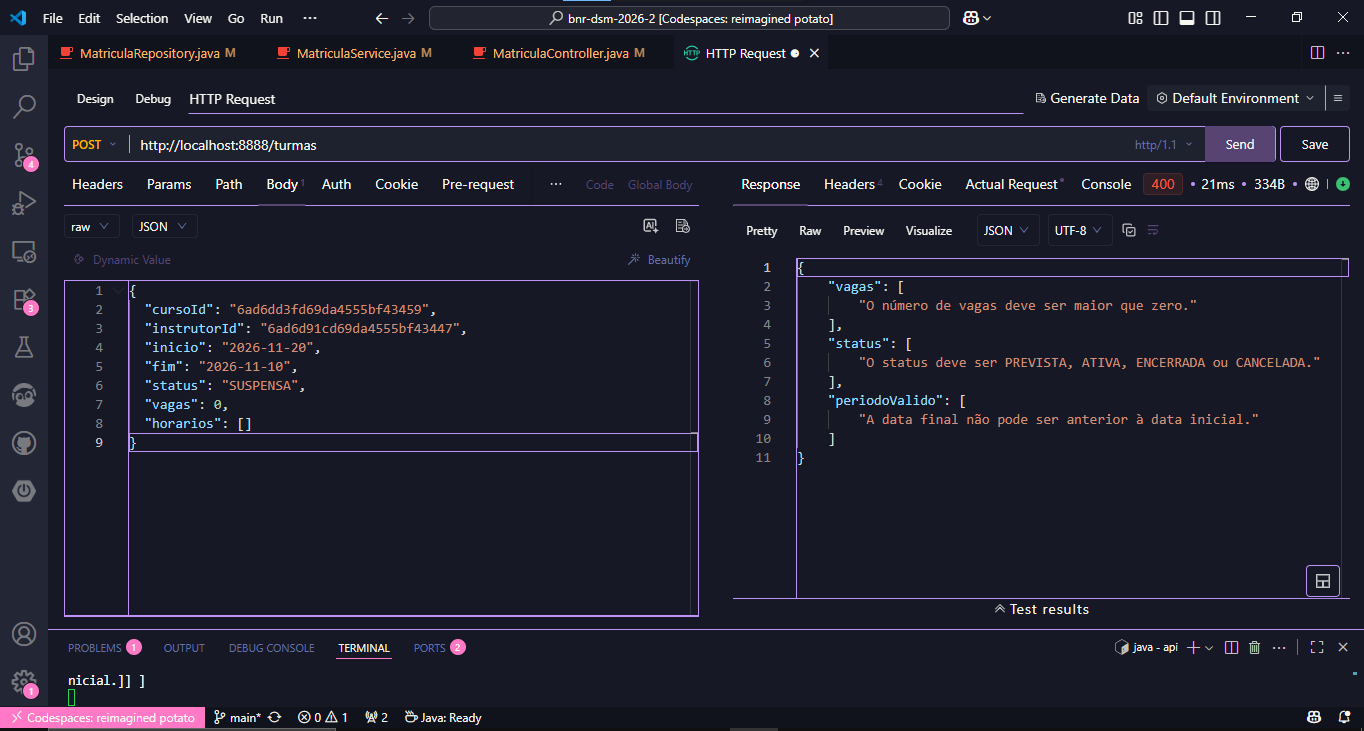 File Edit Selection View Go Run ··· bnr-dsm-2026-2 [Codespaces: reimagined potato]
MatriculaRepository.java M MatriculaService.java M MatriculaController.java M HTTP Request
Design Debug HTTP Request Generate Data Default Environment
POST http://localhost:8888/turmas http/1.1 Send Save
Headers Params Path Body 1 Auth Cookie Pre-request ··· Code Global Body
Response Headers 4 Cookie Actual Request Console 400 • 21ms • 334B •
raw JSON
Pretty Raw Preview Visualize JSON UTF-8
Dynamic Value Beautify
1 {
2 "cursoId": "6ad6dd3fd69da4555bf43459",
3 "instrutorId": "6ad6d91cd69da4555bf43447",
4 "inicio": "2026-11-20",
5 "fim": "2026-11-10",
6 "status": "SUSPENSA",
7 "vagas": 0,
8 "horarios": []
9 }
1 {
2 "vagas": [
3 "O número de vagas deve ser maior que zero."
4 ],
5 "status": [
6 "O status deve ser PREVISTA, ATIVA, ENCERRADA ou CANCELADA."
7 ],
8 "periodoValido": [
9 "A data final não pode ser anterior à data inicial."
10 ]
11 }
Test results
PROBLEMS 1 OUTPUT DEBUG CONSOLE TERMINAL PORTS 2 java - api
nicial.]] ]
4
3
1
Codespaces: reimagined potato main* 0 1 2 Java: Ready